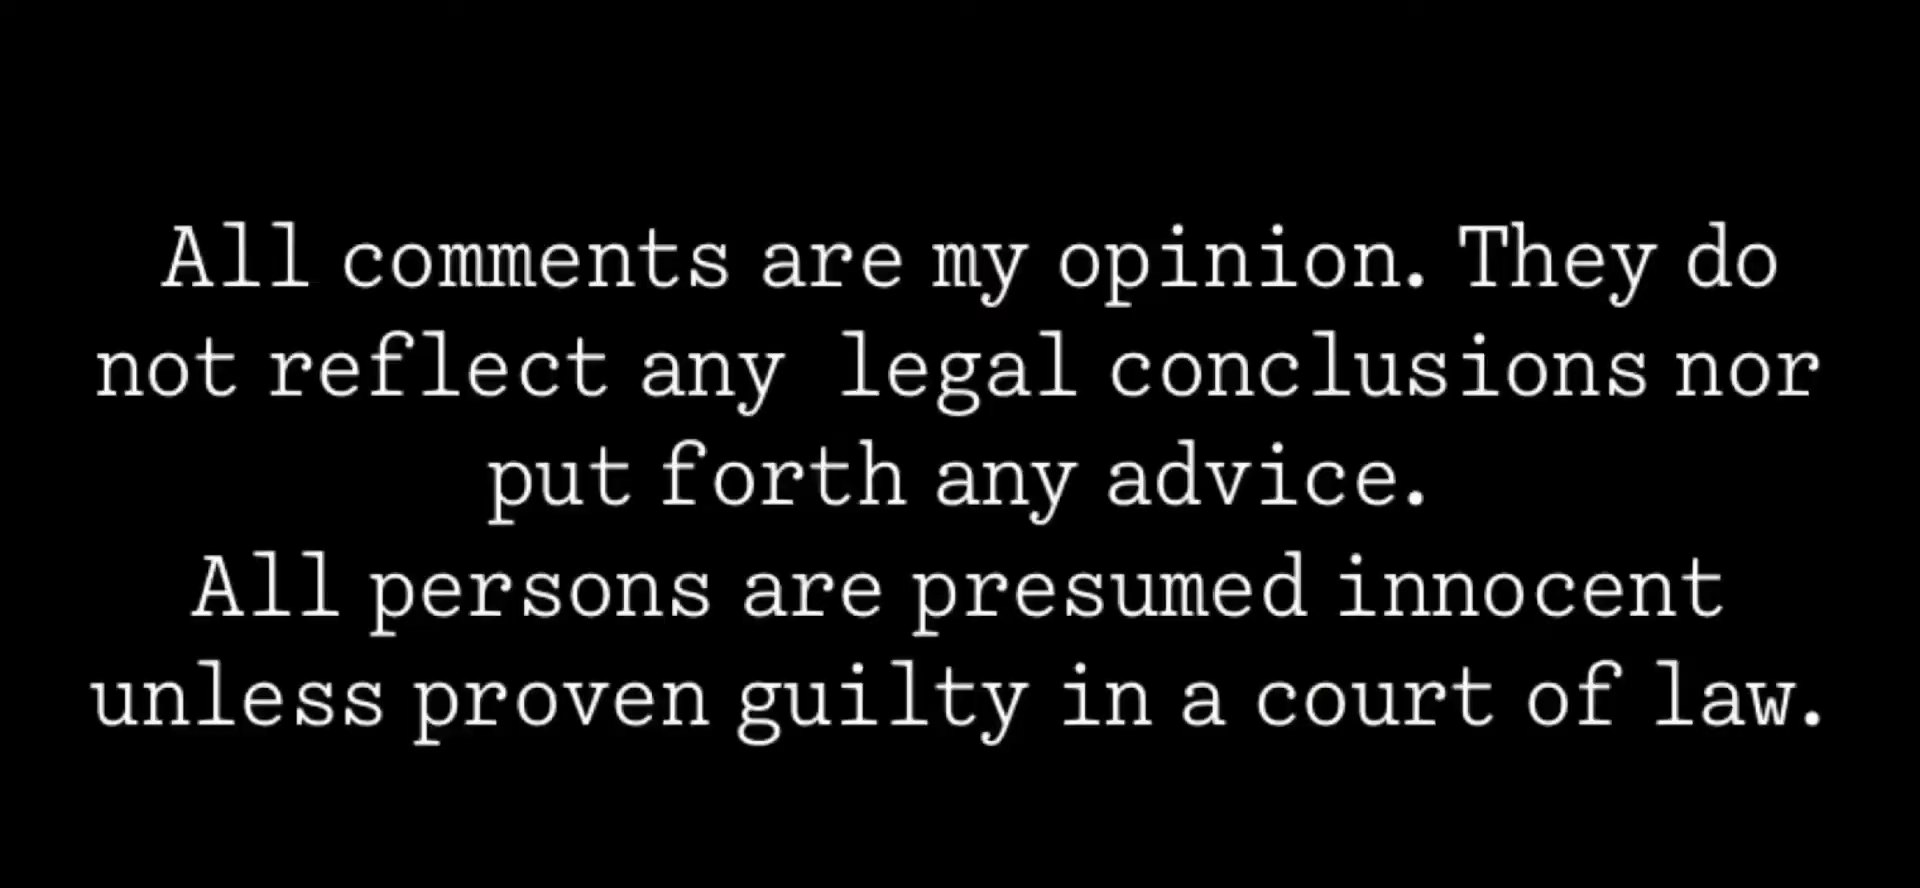 All comments are my opinion. They do
not reflect any legal conclusions nor
put forth any advice.
All persons are presumed innocent
unless proven guilty in a court of law.